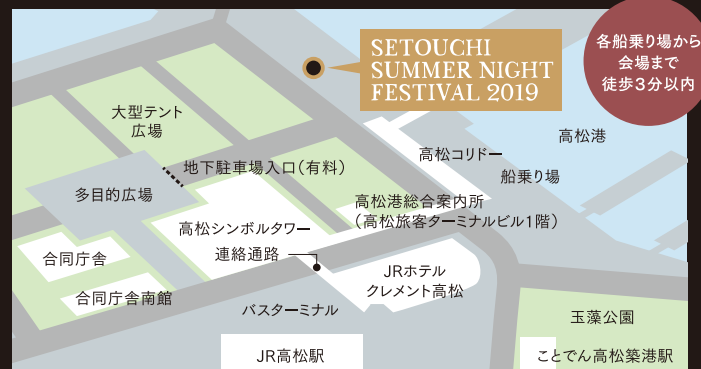 SETOUCHI
SUMMER NIGHT
FESTIVAL 2019
各船乗り場から
会場まで
徒歩3分以内
大型テント
広場
高松コリドー
高松港
地下駐車場入口(有料)
船乗り場
多目的広場
高松港総合案内所
(高松旅客ターミナルビル1階)
高松シンボルタワー
連絡通路
合同庁舎
JRホテル
クレメント高松
合同庁舎南館
バスターミナル
玉藻公園
JR高松駅
ことでん高松築港駅